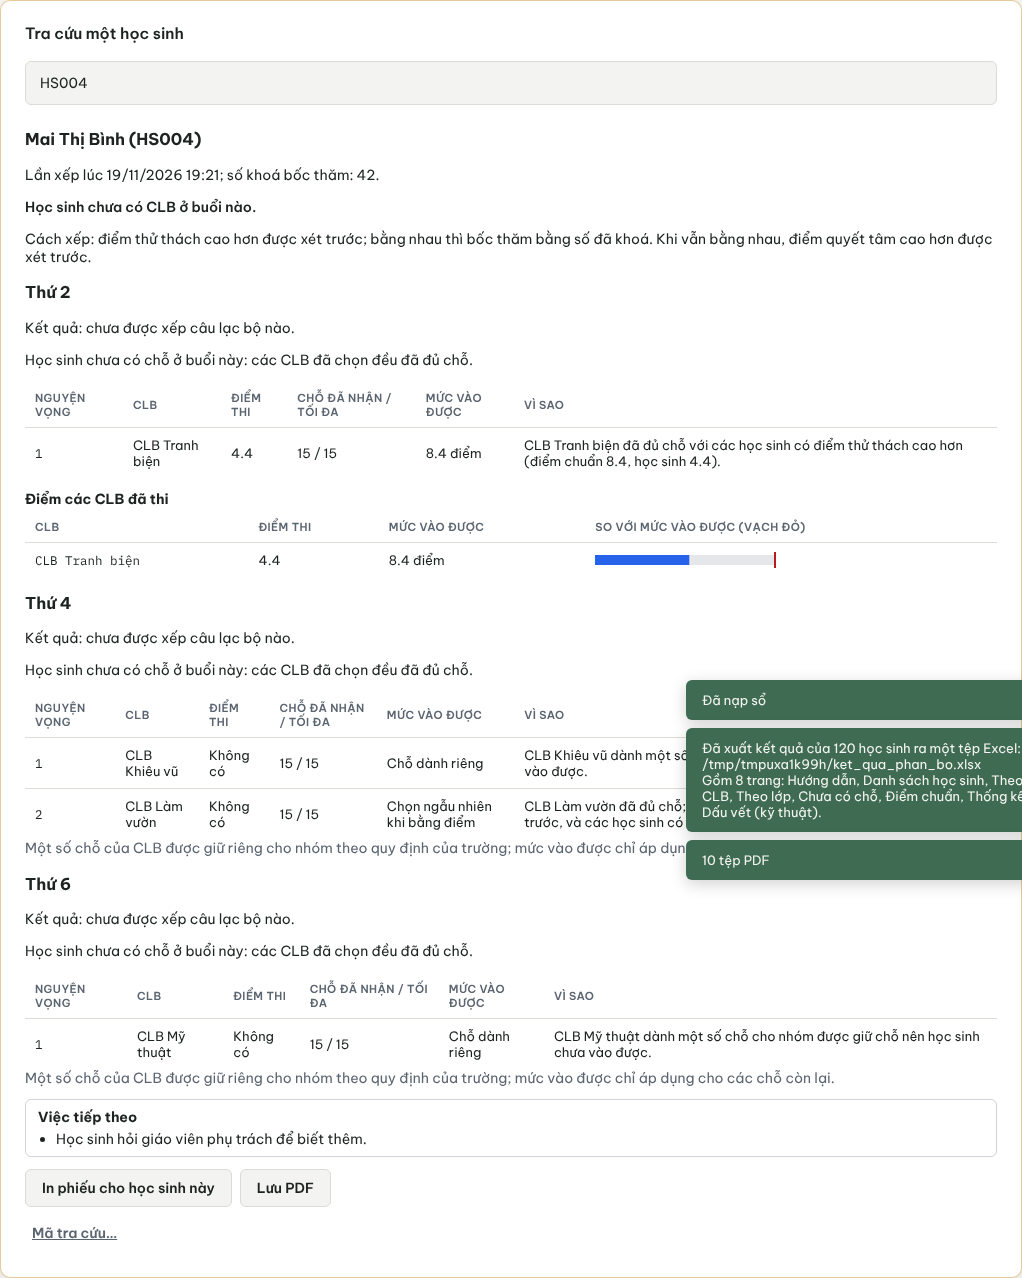 Tra cứu một học sinh
HS004
Mai Thị Bình (HS004)
Lần xếp lúc 19/11/2026 19:21; số khoá bốc thăm: 42.
Học sinh chưa có CLB ở buổi nào.
Cách xếp: điểm thử thách cao hơn được xét trước; bằng nhau thì bốc thăm bằng số đã khoá. Khi vẫn bằng nhau, điểm quyết tâm cao hơn được
xét trước.
Thứ 2
Kết quả: chưa được xếp câu lạc bộ nào.
Học sinh chưa có chỗ ở buổi này: các CLB đã chọn đều đã đủ chỗ.
NGUYỆN VỌNG CLB ĐIỂM THI CHỖ ĐÃ NHẬN / TỐI ĐA MỨC VÀO ĐƯỢC VÌ SAO
1 CLB Tranh biện 4.4 15 / 15 8.4 điểm CLB Tranh biện đã đủ chỗ với các học sinh có điểm thử thách cao hơn
(điểm chuẩn 8.4, học sinh 4.4).
Điểm các CLB đã thi
CLB ĐIỂM THI MỨC VÀO ĐƯỢC SO VỚI MỨC VÀO ĐƯỢC (VẠCH ĐỎ)
CLB Tranh biện 4.4 8.4 điểm
Thứ 4
Kết quả: chưa được xếp câu lạc bộ nào.
Học sinh chưa có chỗ ở buổi này: các CLB đã chọn đều đã đủ chỗ.
NGUYỆN VỌNG CLB ĐIỂM THI CHỖ ĐÃ NHẬN / TỐI ĐA MỨC VÀO ĐƯỢC VÌ SAO
1 CLB Khiêu vũ Không có 15 / 15 Chỗ dành riêng CLB Khiêu vũ dành một số
vào được.
2 CLB Làm vườn Không có 15 / 15 Chọn ngẫu nhiên khi bằng điểm CLB Làm vườn đã đủ chỗ;
trước, và các học sinh có
Một số chỗ của CLB được giữ riêng cho nhóm theo quy định của trường; mức vào được chỉ áp
Đã nạp sổ
Đã xuất kết quả của 120 học sinh ra một tệp Excel:
/tmp/tmpuxa1k99h/ket_qua_phan_bo.xlsx
Gồm 8 trang: Hướng dẫn, Danh sách học sinh, Theo
CLB, Theo lớp, Chưa có chỗ, Điểm chuẩn, Thống kê
Dấu vết (kỹ thuật).
10 tệp PDF
Thứ 6
Kết quả: chưa được xếp câu lạc bộ nào.
Học sinh chưa có chỗ ở buổi này: các CLB đã chọn đều đã đủ chỗ.
NGUYỆN VỌNG CLB ĐIỂM THI CHỖ ĐÃ NHẬN / TỐI ĐA MỨC VÀO ĐƯỢC VÌ SAO
1 CLB Mỹ thuật Không có 15 / 15 Chỗ dành riêng CLB Mỹ thuật dành một số chỗ cho nhóm được giữ chỗ nên học sinh
chưa vào được.
Một số chỗ của CLB được giữ riêng cho nhóm theo quy định của trường; mức vào được chỉ áp dụng cho các chỗ còn lại.
Việc tiếp theo
• Học sinh hỏi giáo viên phụ trách để biết thêm.
In phiếu cho học sinh này
Lưu PDF
Mã tra cứu...